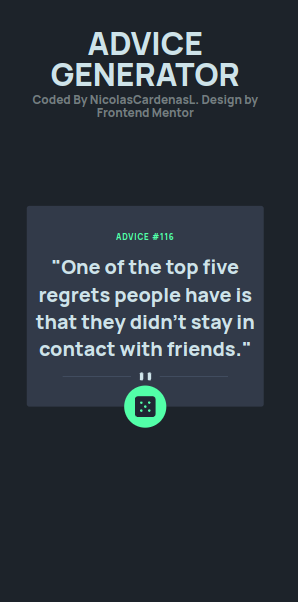 ADVICE
GENERATOR
Coded By NicolasCardenasL. Design by
Frontend Mentor
ADVICE #116
"One of the top five
regrets people have is
that they didn't stay in
contact with friends."